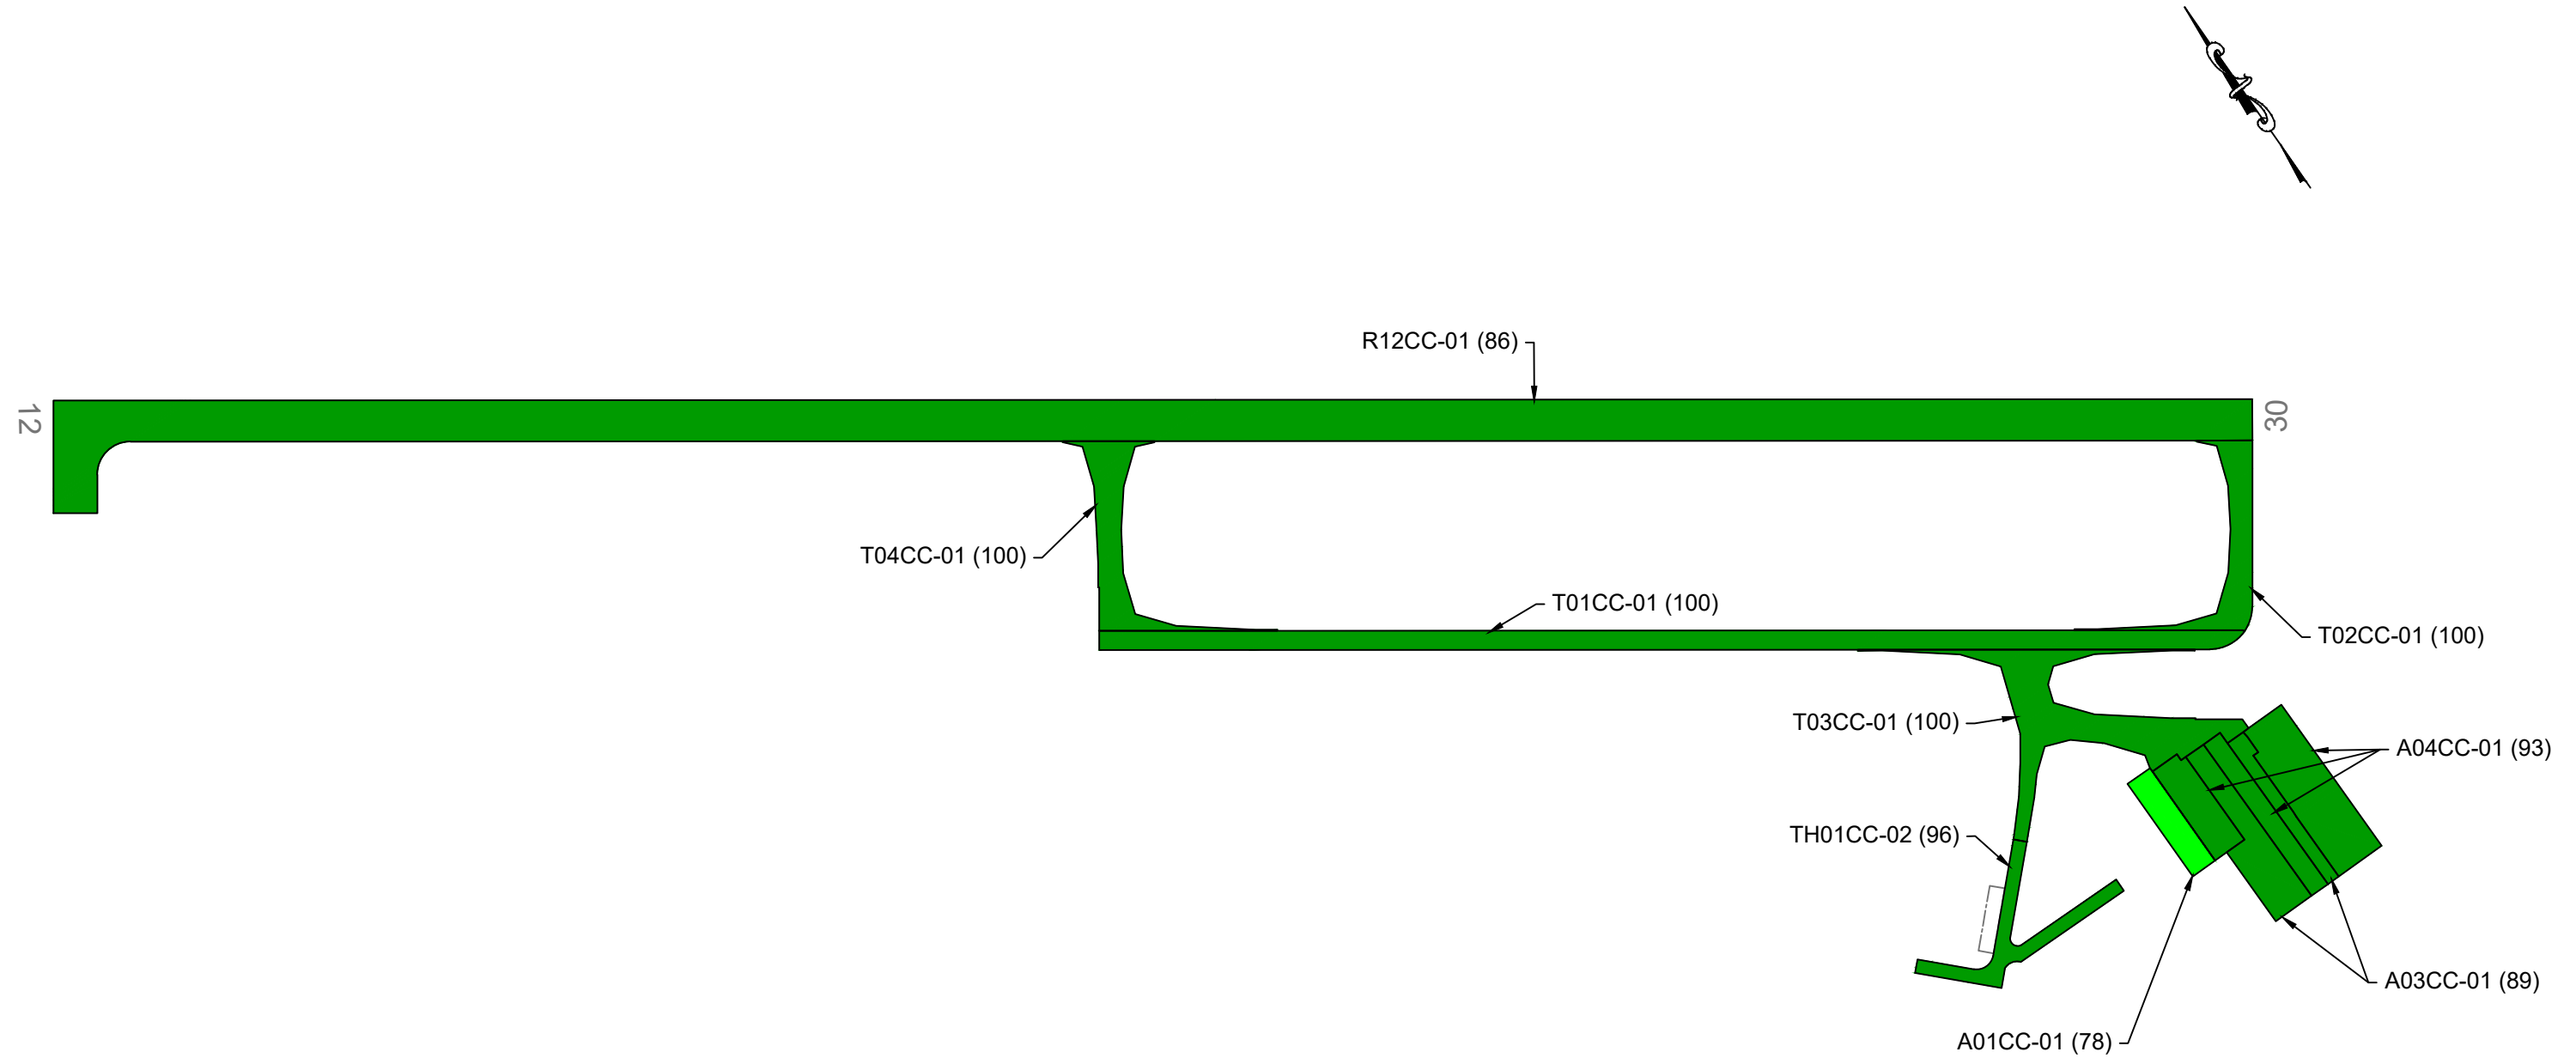 R12CC-01 (86)
12
30
T04CC-01 (100)
T01CC-01 (100)
T02CC-01 (100)
T03CC-01 (100)
A04CC-01 (93)
TH01CC-02 (96)
A03CC-01 (89)
A01CC-01 (78)